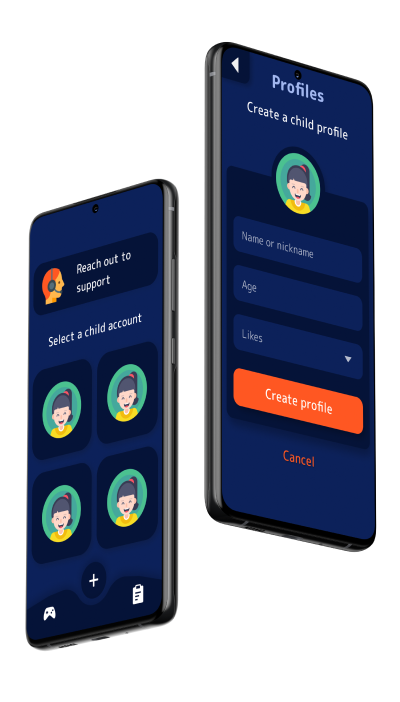 Profiles
Create a child profile
Name or nickname
Age
Likes
Create profile
Cancel
Reach out to
support
Select a child account